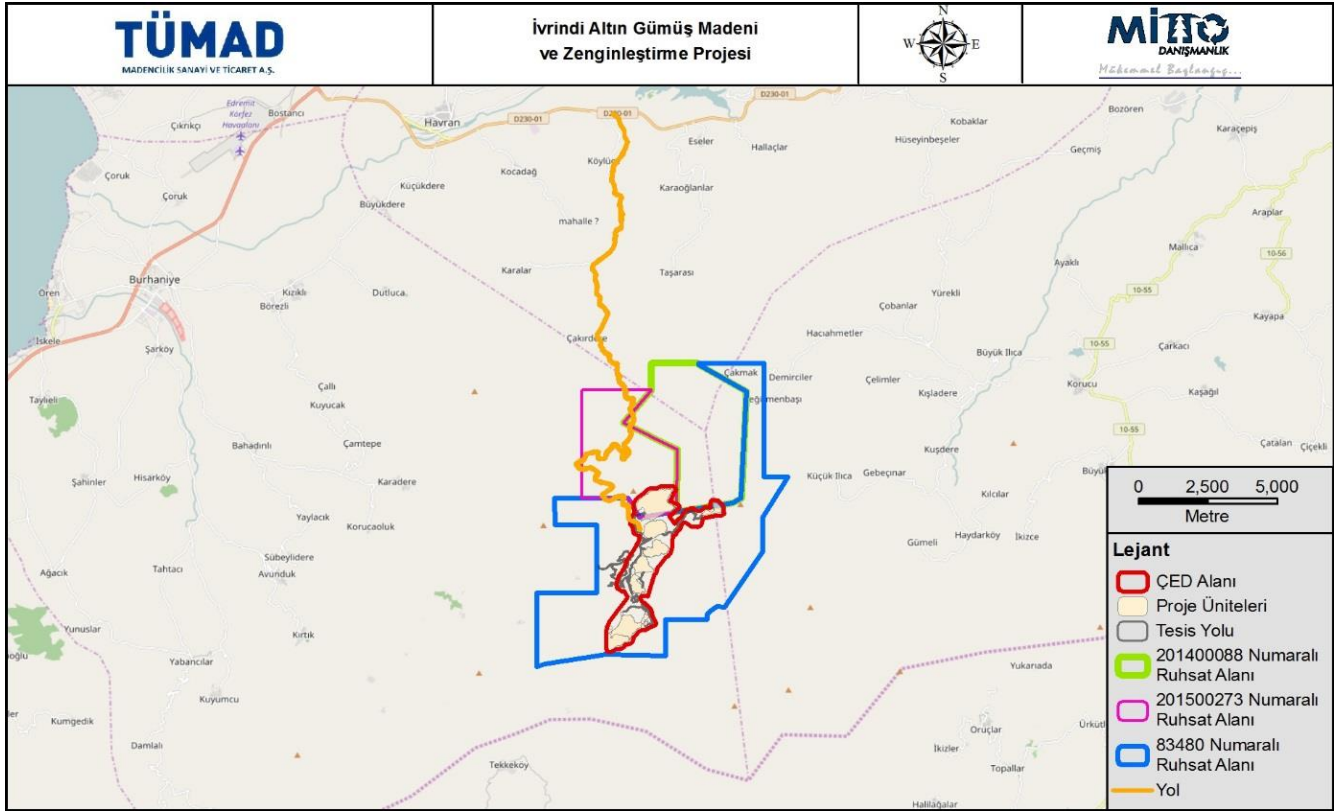 TÜMAD
MADENCİLİK SANAYİ VE TİCARET A.Ş.
İvrindi Altın Gümüş Madeni
ve Zenginleştirme Projesi
N
W
E
S
MİTTO
DANIŞMANLIK
Mükemmel Başlangıç...
Edremit
Körfez
Havaalanı
Bostancı
Çıkrıkçı
Havran
D230-01
D230-01
D230-01
Bozören
Karaçepiş
Kobaklar
Hüseyinbeşeler
Geçmiş
Eseler
Hallaçlar
Köylüce
Kocadağ
Çoruk
Çoruk
Küçükdere
Büyükdere
Karaoğlanlar
mahalle ?
Araplar
Mallıca
10-56
Ayaklı
Karalar
Taşarası
Burhaniye
Ören
Kızıklı
Dutluca.
Börezli
Yürekli
10-55
Çobanlar
Kayapa
İskele
Şarköy
Çakırdere
Hacıahmetler
Büyük Ilıca
10-55
Çarkacı
Çakmak
Demirciler
Çelimler
Korucu
Kışladere
Kaşağıl
Çallı
Kuyucak
Değirmenbaşı
Taylıeli
10-55
Bahadınlı
Çamtepe
Kuşdere
Çatalan
Çiçekli
Şahinler
Hisarköy
Karadere
Küçük Ilıca
Gebeçınar
Büyü
Kılcılar
Yaylacık
Koruçaoluk
Gümeli
Haydarköy
İkizce
Sübeylidere
Avunduk
Ağacık
Tahtacı
Yunuslar
oğlu
Kırtık
Yabancılar
Kuyumcu
ler
Kumgedik
Damlalı
Tekkeköy
Yukarıada
Oruçlar
Ürkütl
İkizler
Topallar
Halilağalar
0 2,500 5,000
Metre
Lejant
ÇED Alanı
Proje Üniteleri
Tesis Yolu
201400088 Numaralı
Ruhsat Alanı
201500273 Numaralı
Ruhsat Alanı
83480 Numaralı
Ruhsat Alanı
Yol